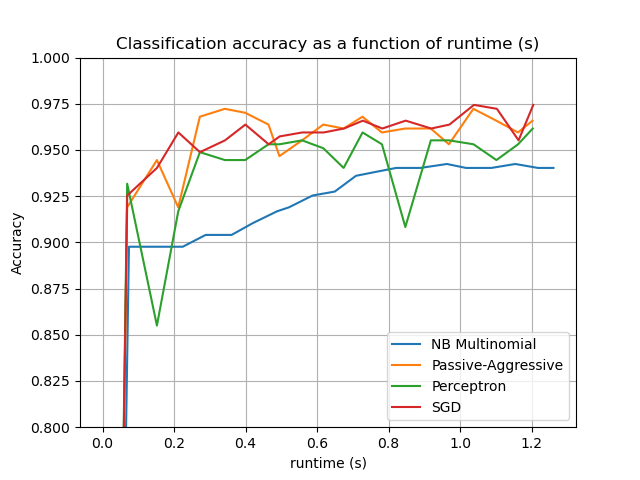 Classification accuracy as a function of runtime (s)
1.000
0.975
0.950
0.925
0.900
0.875
0.850
0.825
0.800
Accuracy
NB Multinomial
Passive-Aggressive
Perceptron
SGD
0.0 0.2 0.4 0.6 0.8 1.0 1.2
runtime (s)